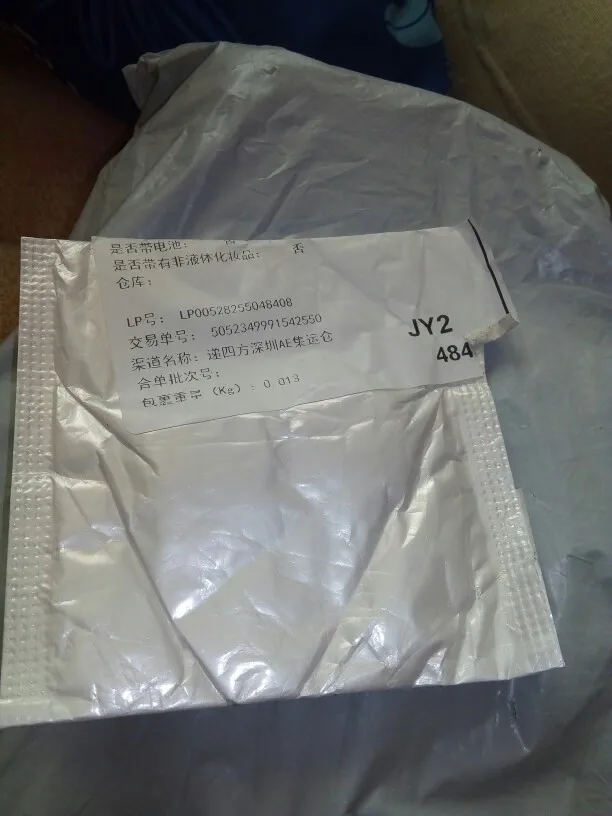 是否带电池： 否
是否带有非液体化妆品： 否
仓库：
LP号： LP00528255048408
交易单号： 5052349991542550
渠道名称：递四方深圳AE集运仓
合单批次号：
包裹重量（Kg）：0.013
JY2
484